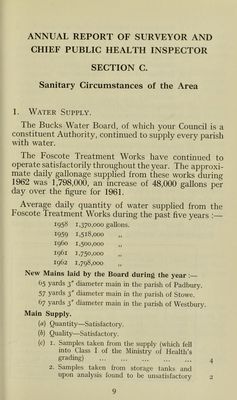 ANNUAL REPORT OF SURVEYOR AND
CHIEF PUBLIC HEALTH INSPECTOR
SECTION C.
Sanitary Circumstances of the Area
1. WATER SUPPLY.
The Bucks Water Board, of which your Council is a
constituent Authority, continued to supply every parish
with water.
The Foscote Treatment Works have continued to
operate satisfactorily throughout the year. The approxi-
mate daily gallonage supplied from these works during
1962 was 1,798,000, an increase of 48,000 gallons per
day over the figure for 1961.
Average daily quantity of water supplied from the
Foscote Treatment Works during the past five years :—
1958 1,370,000 gallons.
1959 1,518,000 ,,
1960 1,500,000 ,,
1961 1,750,000 ,,
1962 1,798,000 ,,
New Mains laid by the Board during the year :—
65 yards 3" diameter main in the parish of Padbury.
57 yards 3" diameter main in the parish of Stowe.
67 yards 3" diameter main in the parish of Westbury.
Main Supply.
(a) Quantity—Satisfactory.
(b) Quality—Satisfactory.
(c) 1. Samples taken from the supply (which fell
into Class I of the Ministry of Health's
grading) ... ... ... ... 4
2. Samples taken from storage tanks and
upon analysis found to be unsatisfactory 2
9